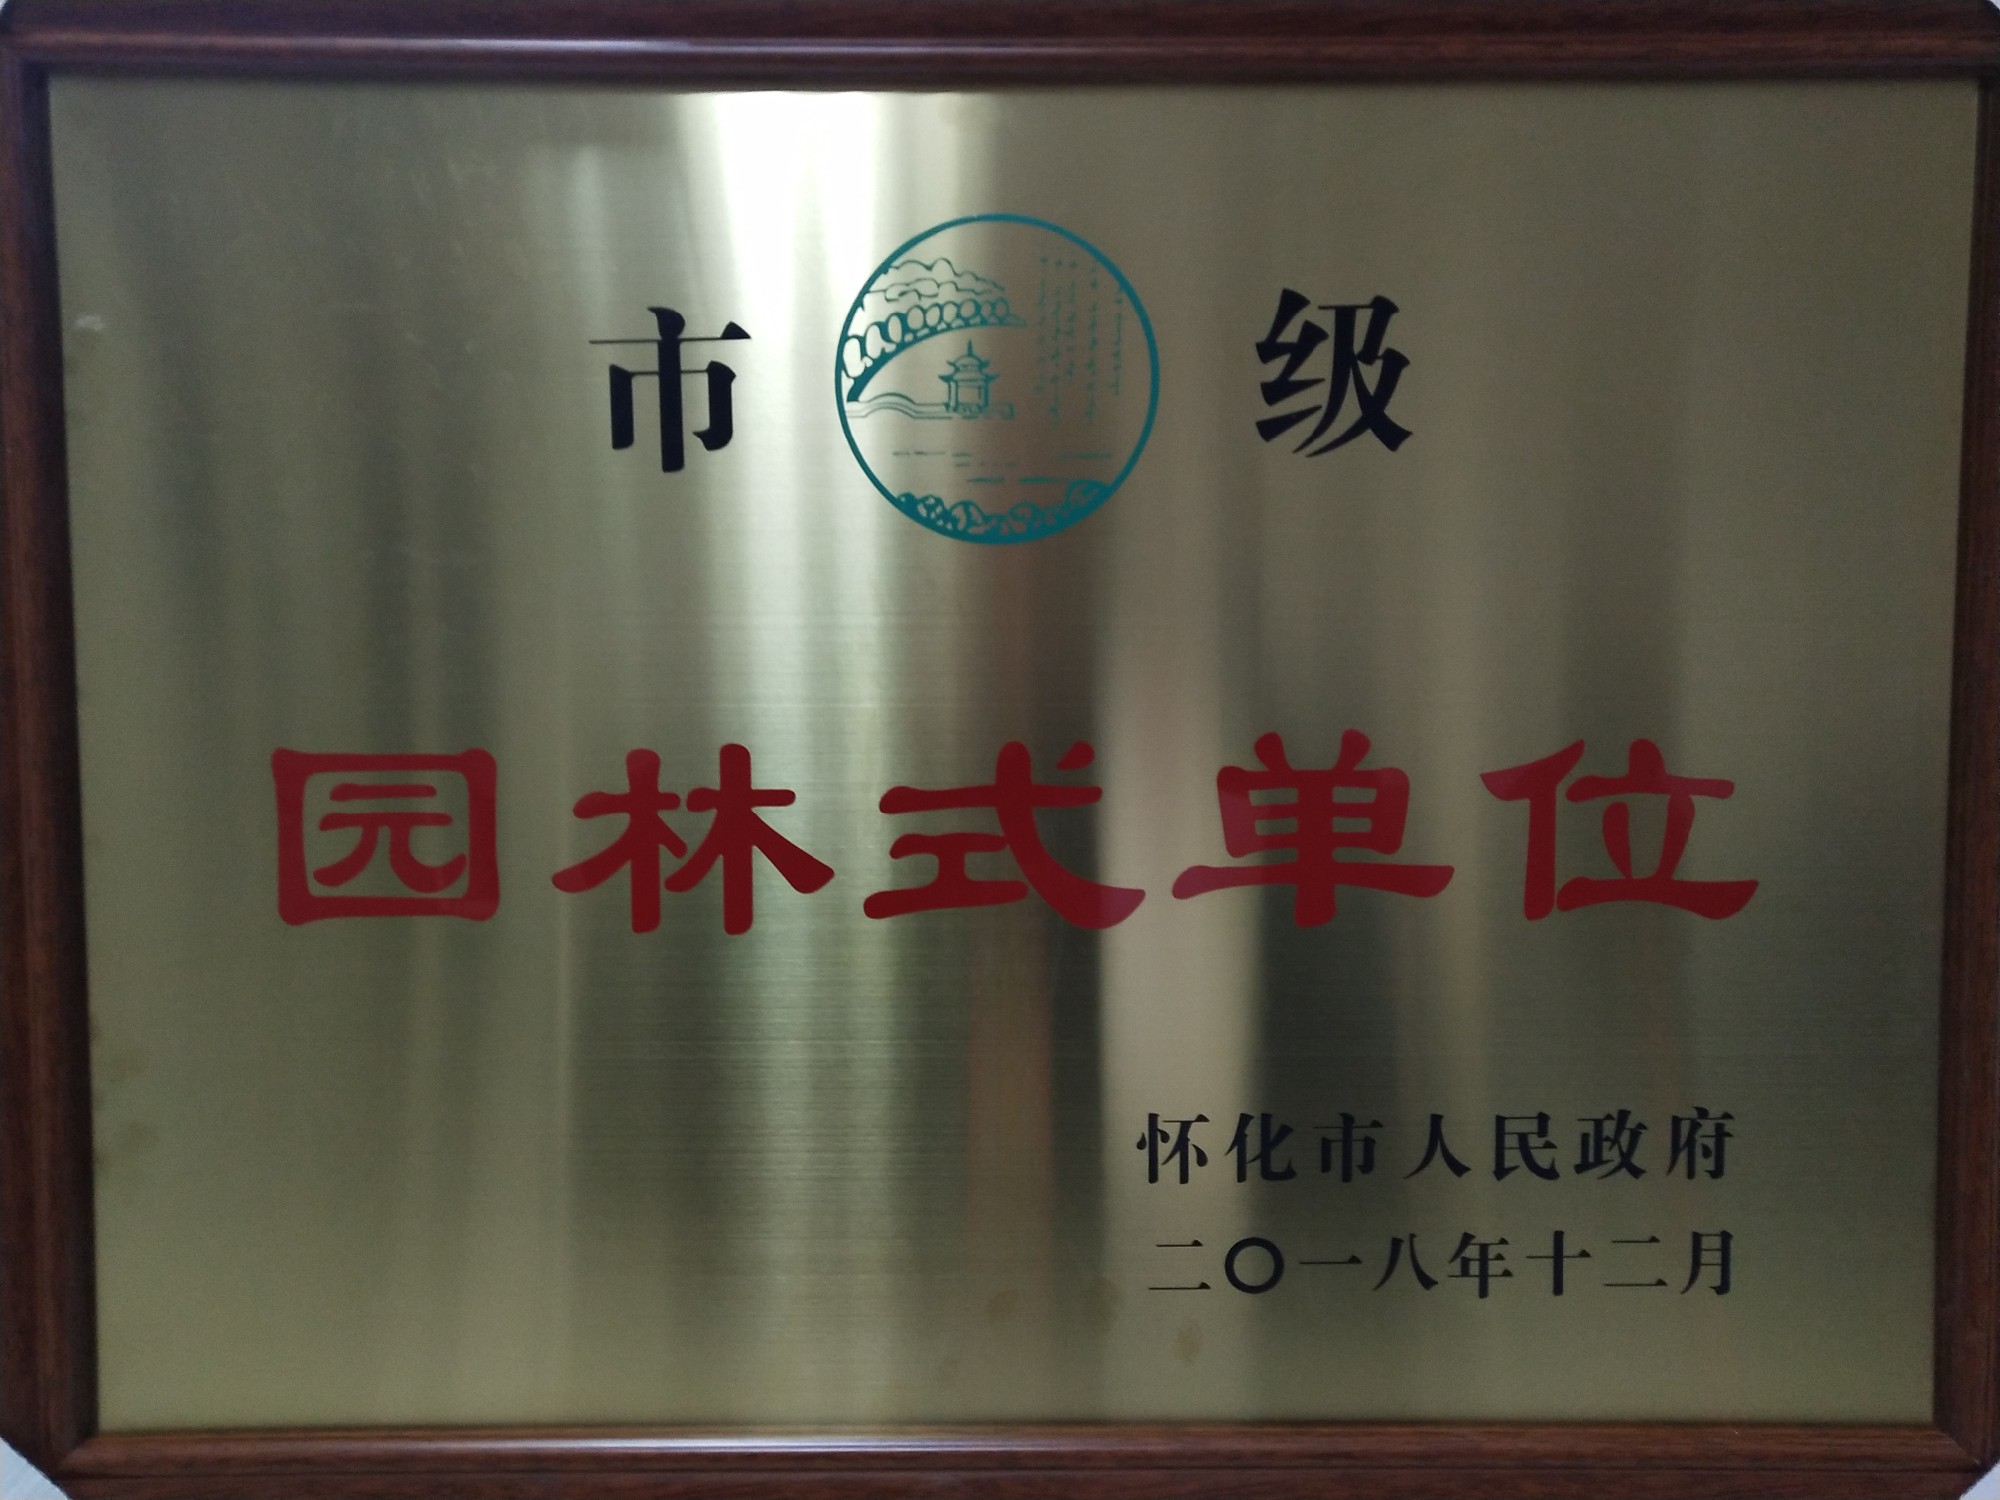 市 级
园林式单位
怀化市人民政府
二〇一八年十二月